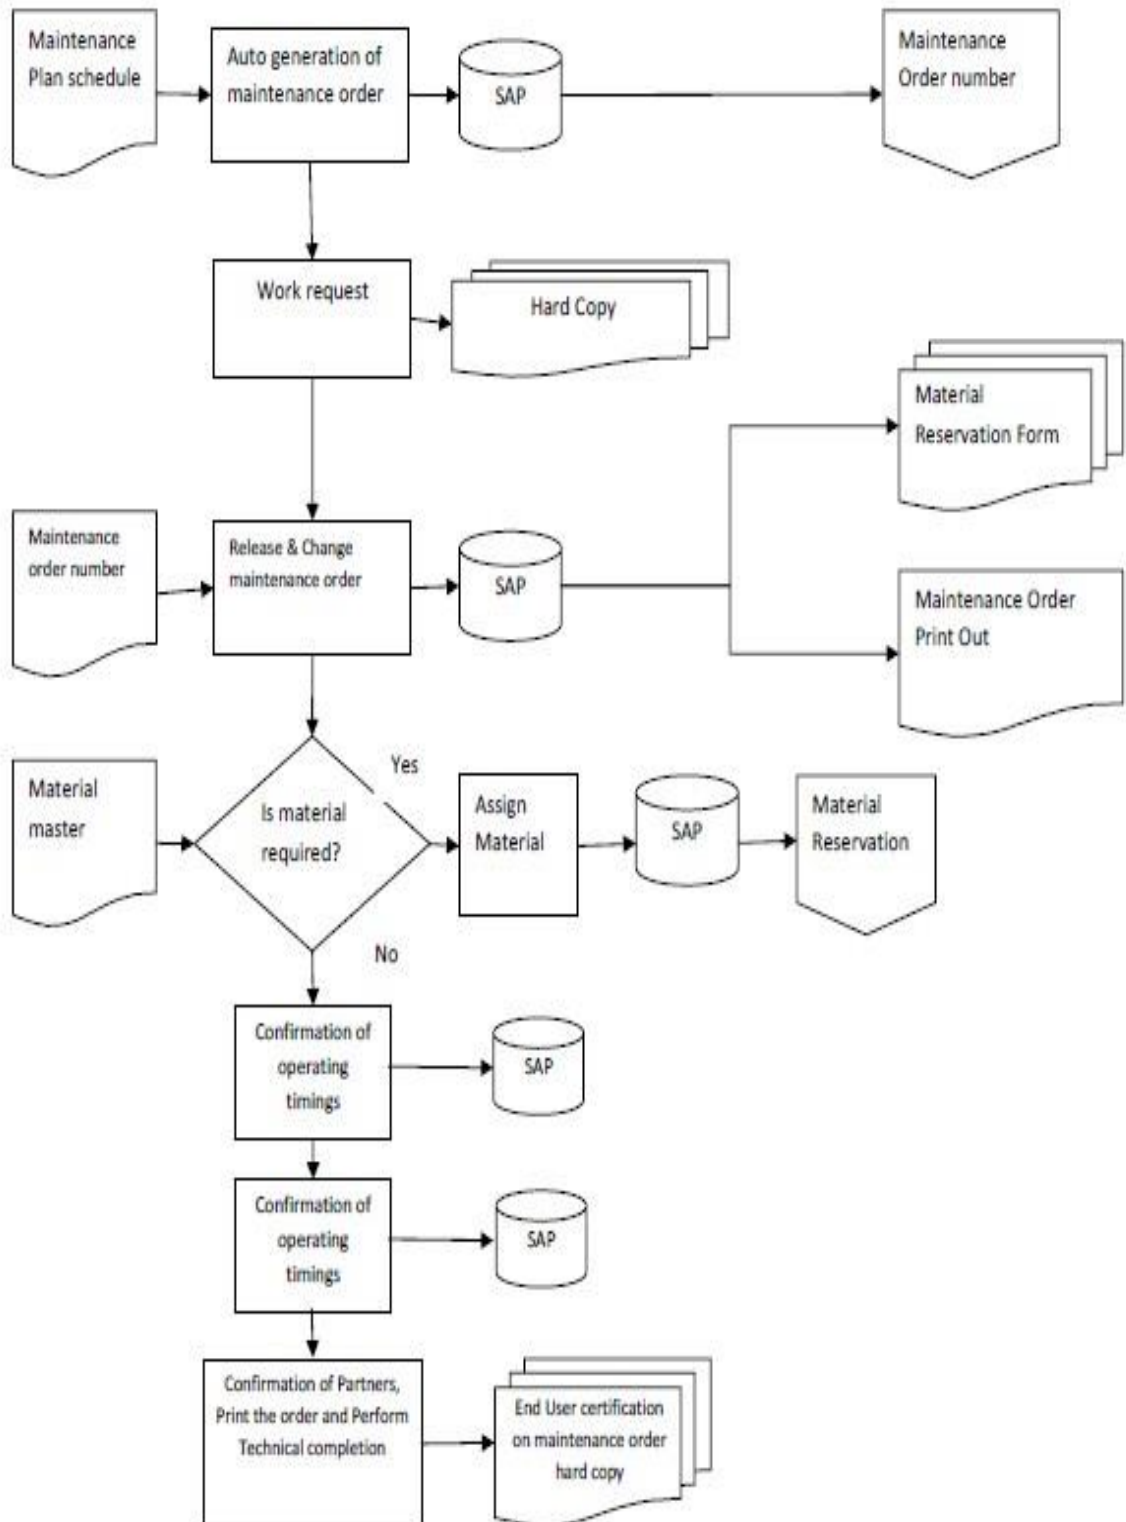 Maintenance
Plan schedule
Auto generation of
maintenance order
SAP
Maintenance
Order number
Work request
Hard Copy
Material
Reservation Form
Maintenance
order number
Release & Change
maintenance order
SAP
Maintenance Order
Print Out
Material
master
Is material
required?
Yes
Assign
Material
SAP
Material
Reservation
No
Confirmation of
operating
timings
SAP
Confirmation of
operating
timings
SAP
Confirmation of Partners,
Print the order and Perform
Technical completion
End User certification
on maintenance order
hard copy